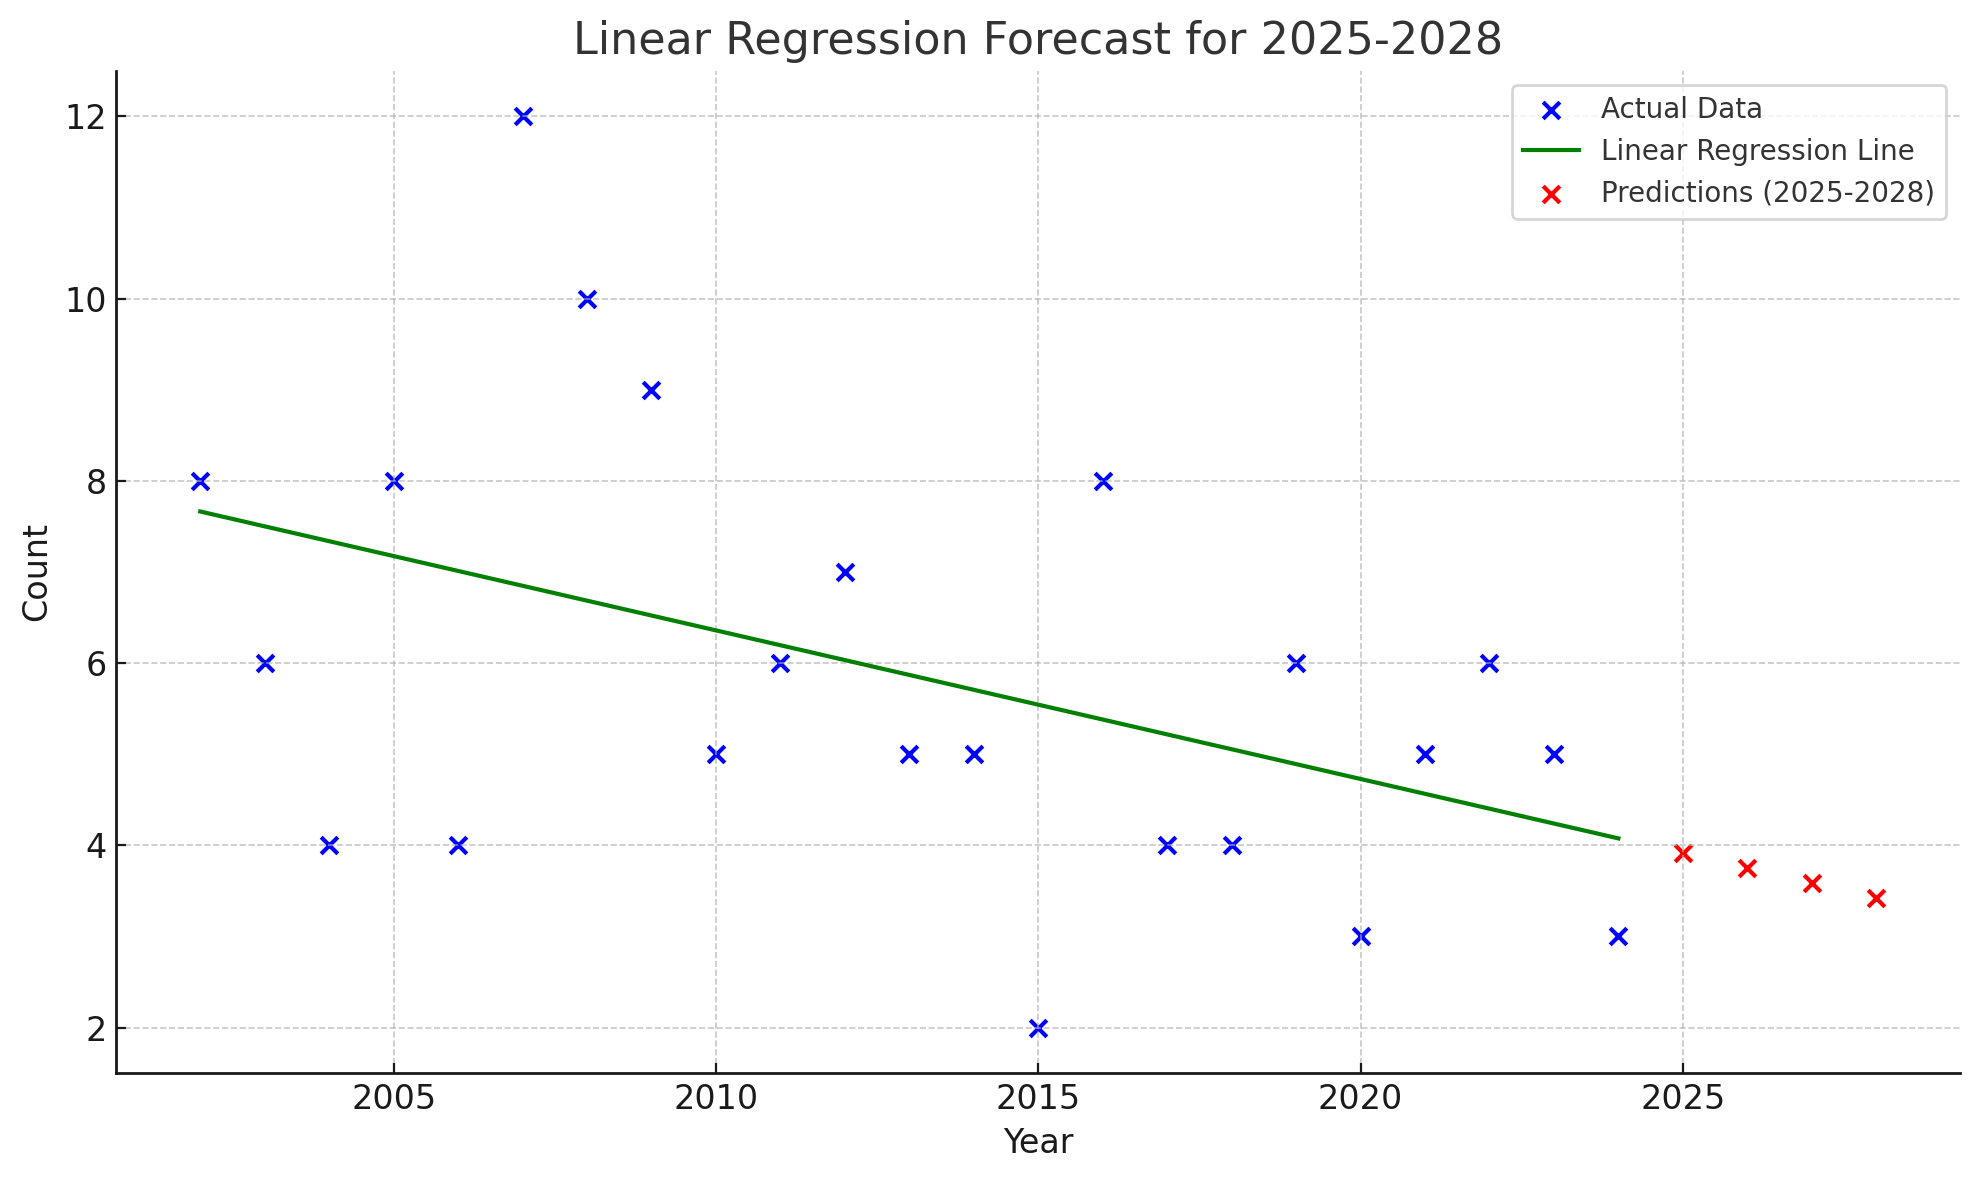 Linear Regression Forecast for 2025-2028
Actual Data
Linear Regression Line
Predictions (2025-2028)
12
10
8
6
4
2
Count
2005 2010 2015 2020 2025
Year